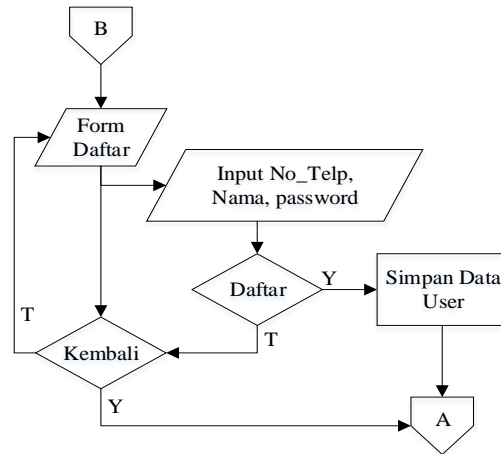 B
Form
Daftar
Input No_Telp,
Nama, password
Daftar
Y
Simpan Data
User
T
T
Kembali
Y
A